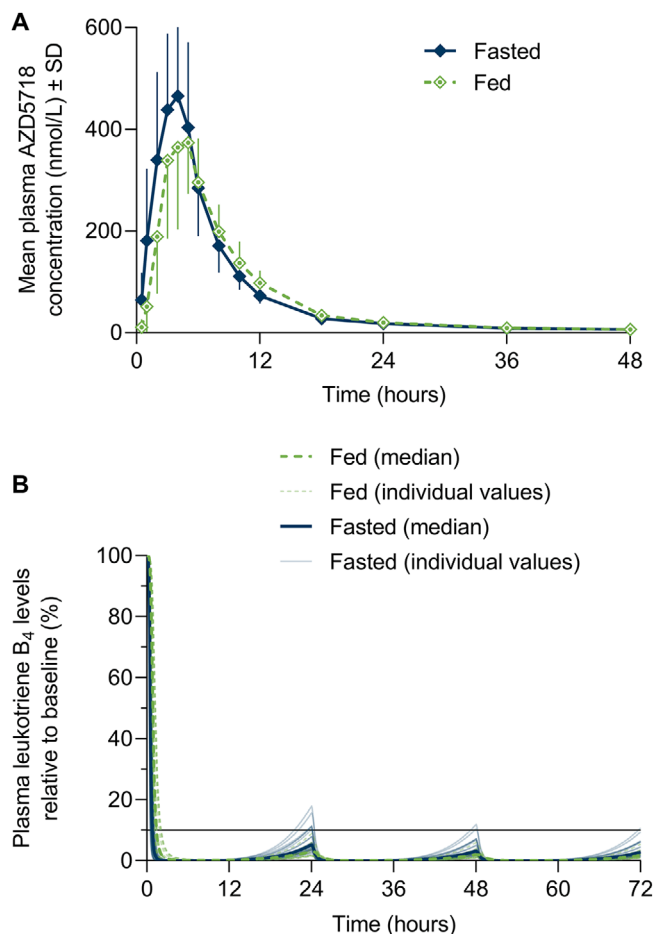 A
Mean plasma AZD5718
concentration (nmol/L) ± SD
600
400
200
0
Fasted
Fed
0 12 24 36 48
Time (hours)
B
Fed (median)
Fed (individual values)
Fasted (median)
Fasted (individual values)
Plasma leukotriene B₄ levels
relative to baseline (%)
100
80
60
40
20
0
0 12 24 36 48 60 72
Time (hours)